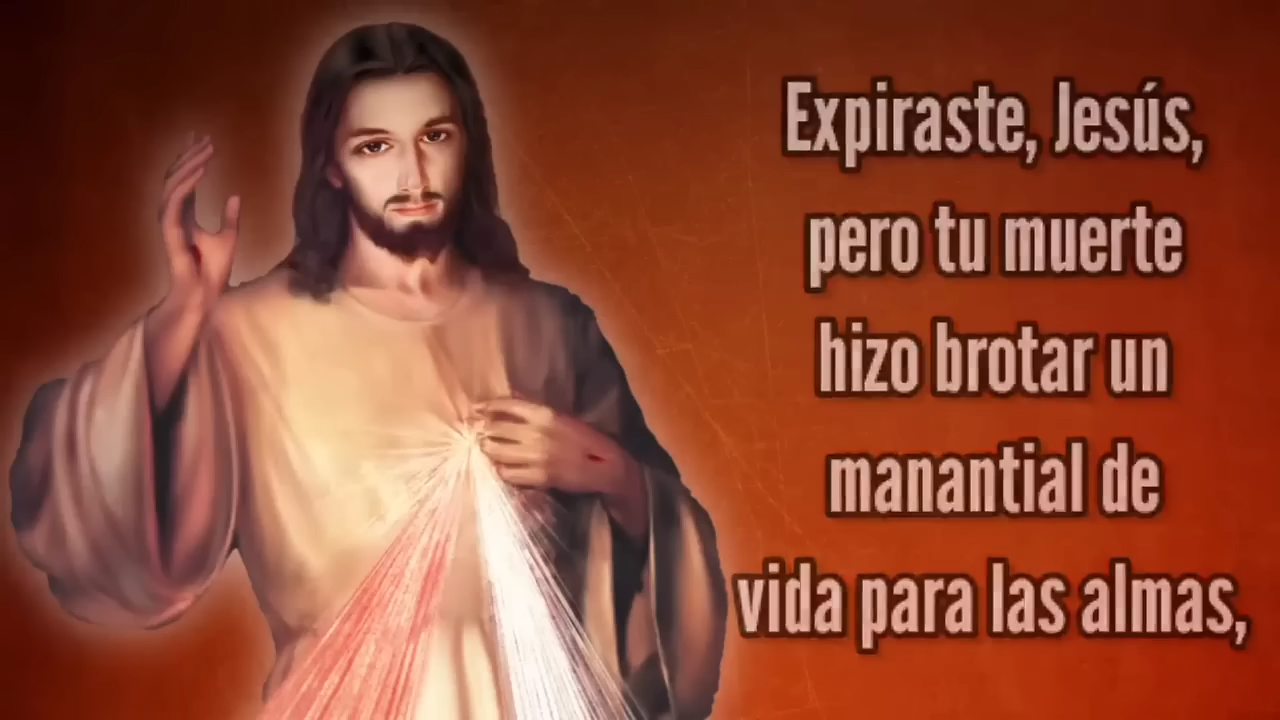 Expiraste, Jesús,
pero tu muerte
hizo brotar un
manantial de
vida para las almas,